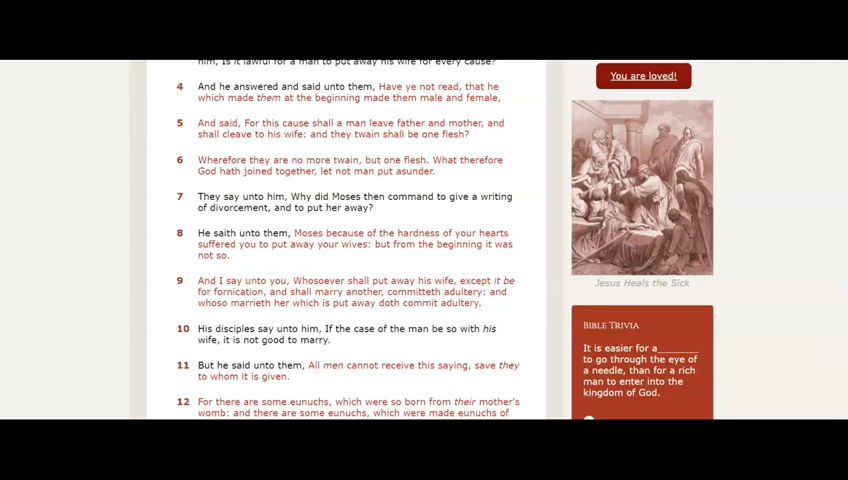 him, Is it lawful for a man to put away his wife for every cause?
4 And he answered and said unto them, Have ye not read, that he
which made them at the beginning made them male and female,
5 And said, For this cause shall a man leave father and mother, and
shall cleave to his wife: and they twain shall be one flesh?
6 Wherefore they are no more twain, but one flesh. What therefore
God hath joined together, let not man put asunder.
7 They say unto him, Why did Moses then command to give a writing
of divorcement, and to put her away?
8 He saith unto them, Moses because of the hardness of your hearts
suffered you to put away your wives: but from the beginning it was
not so.
9 And I say unto you, Whosoever shall put away his wife, except it be
for fornication, and shall marry another, committeth adultery: and
whoso marrieth her which is put away doth commit adultery.
10 His disciples say unto him, If the case of the man be so with his
wife, it is not good to marry.
11 But he said unto them, All men cannot receive this saying, save they
to whom it is given.
12 For there are some eunuchs, which were so born from their mother's
womb: and there are some eunuchs, which were made eunuchs of
You are loved!
Jesus Heals the Sick
BIBLE TRIVIA
It is easier for a_______
to go through the eye of
a needle, than for a rich
man to enter into the
kingdom of God.